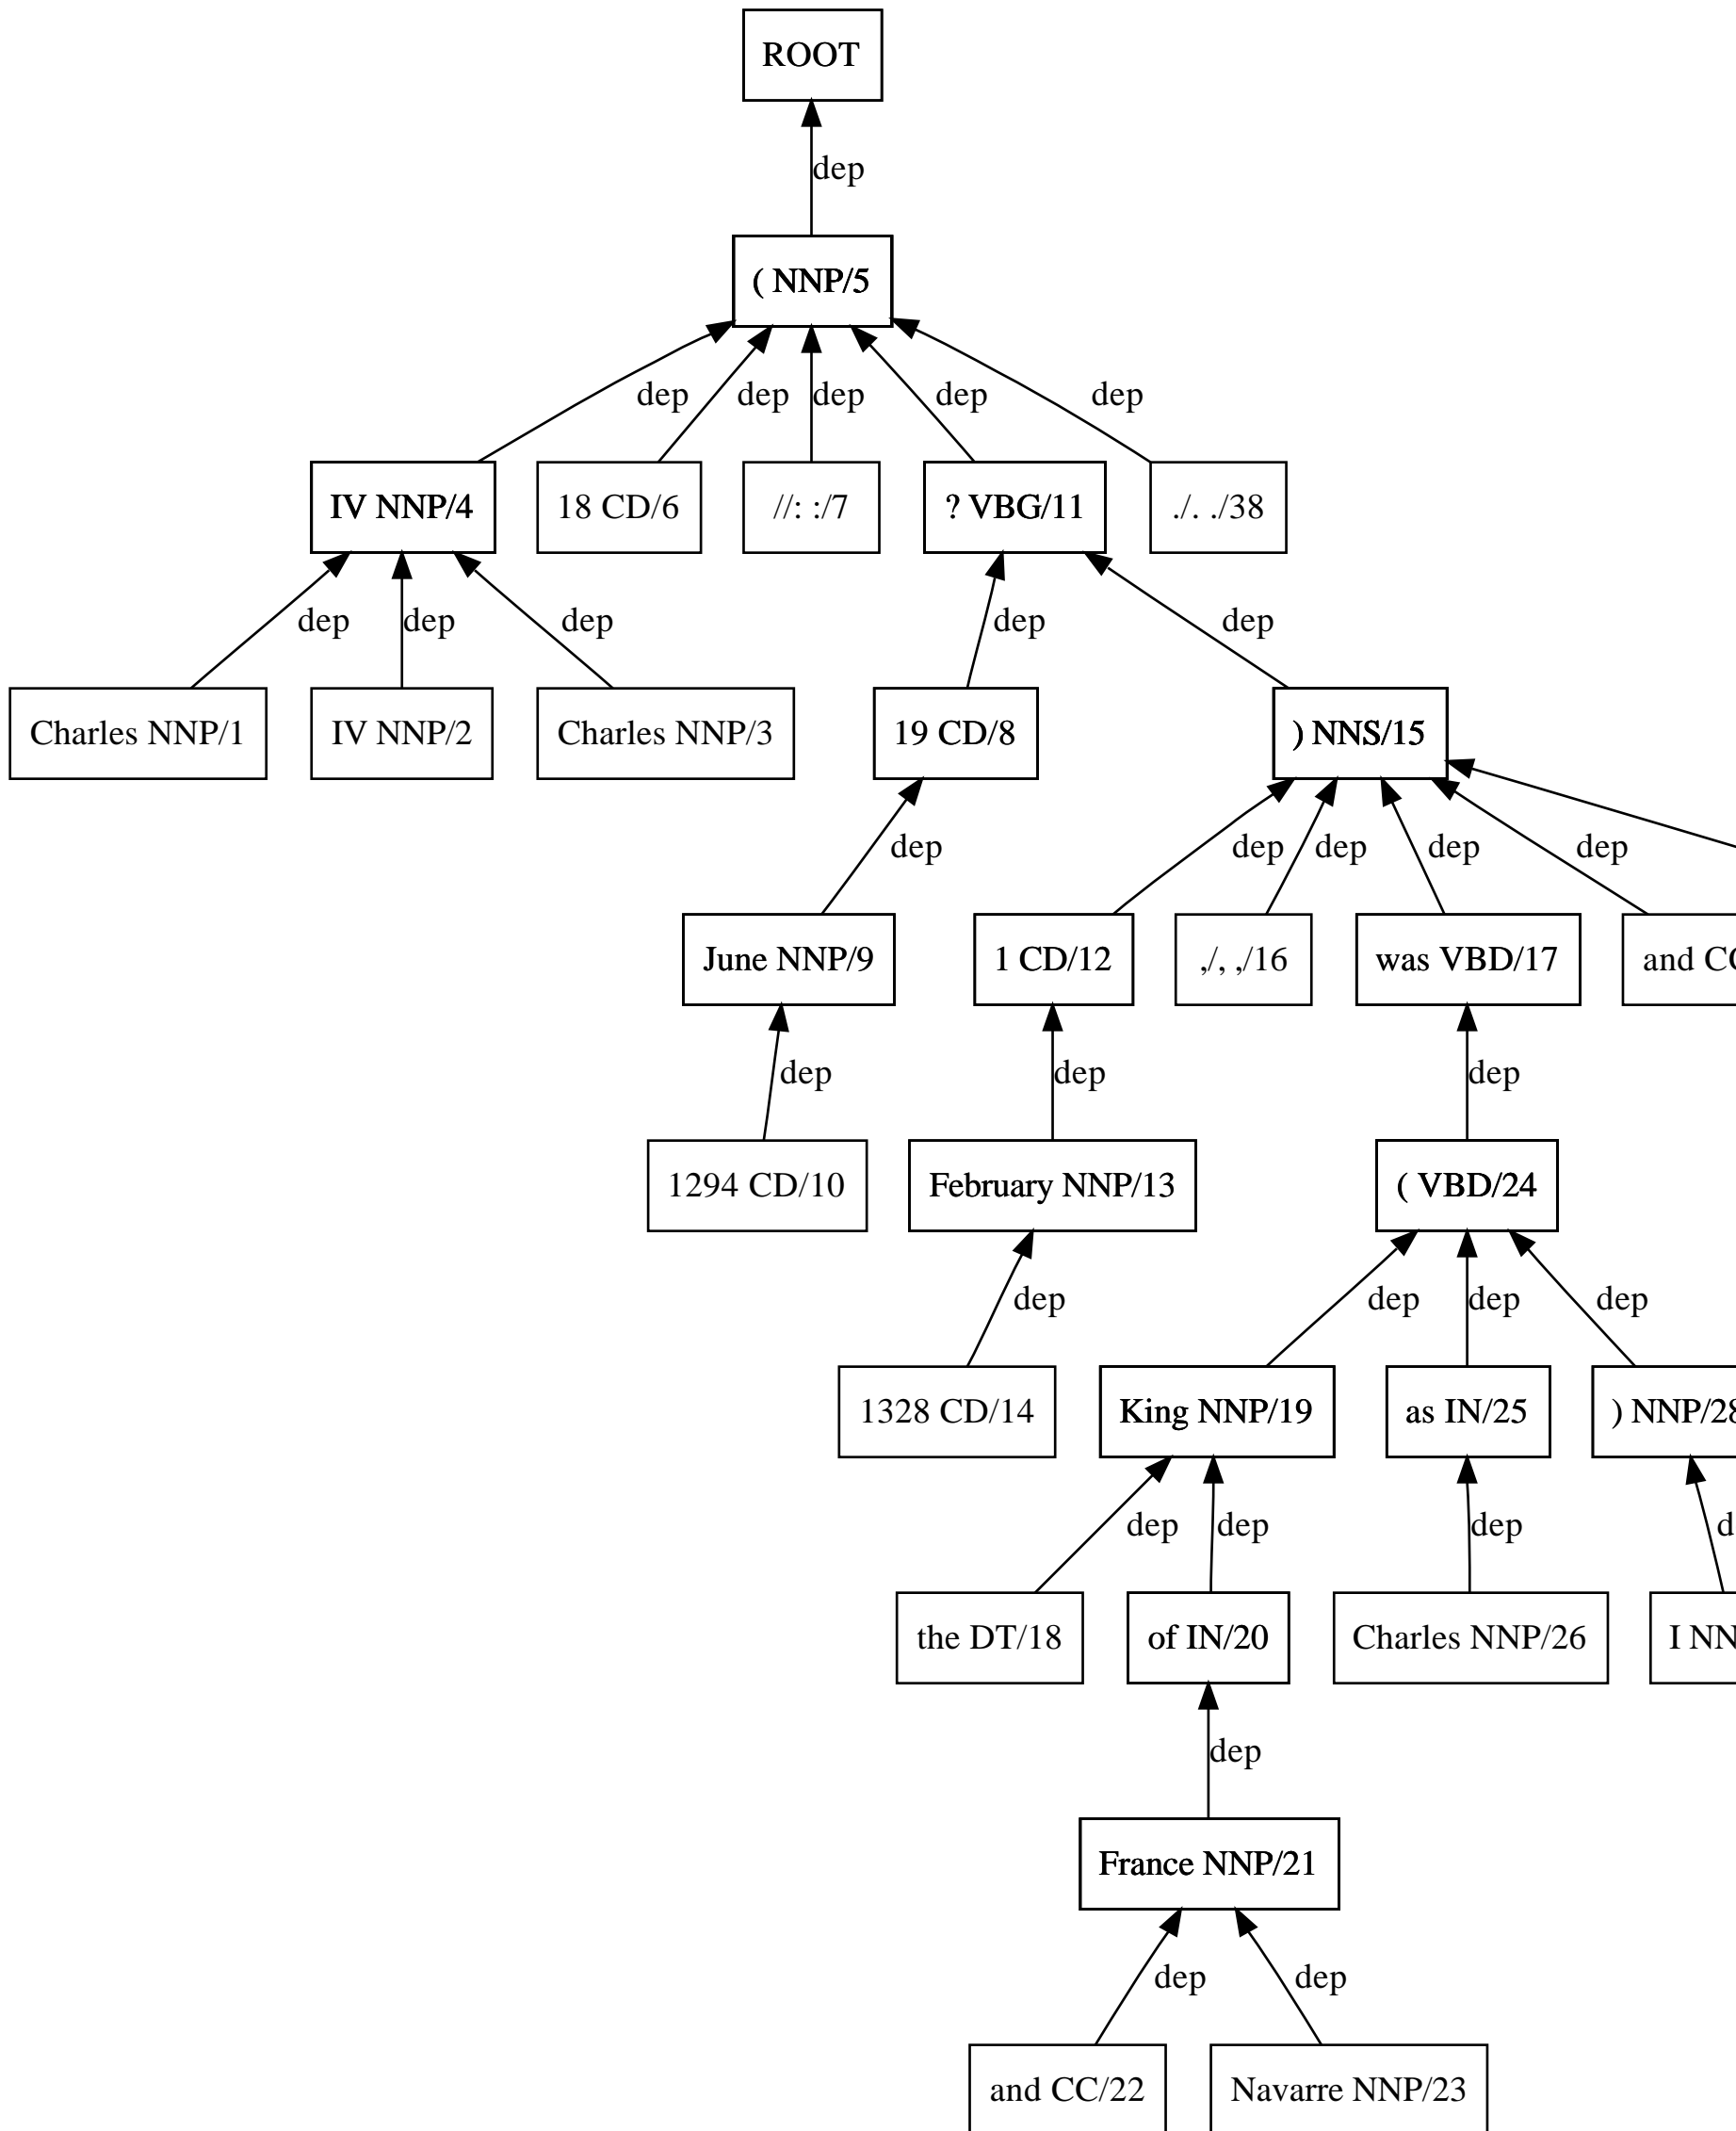 ROOT
dep
( NNP/5
dep dep dep dep dep
IV NNP/4 18 CD/6 //: :/7 ? VBG/11 ./. ./38
dep dep dep dep dep
Charles NNP/1 IV NNP/2 Charles NNP/3 19 CD/8 ) NNS/15
dep dep dep dep dep
June NNP/9 1 CD/12 ,/, ,/16 was VBD/17 and
dep dep dep
1294 CD/10 February NNP/13 ( VBD/24
dep dep dep dep
1328 CD/14 King NNP/19 as IN/25 ) NNP/28
dep dep dep
the DT/18 of IN/20 Charles NNP/26 I
dep
France NNP/21
dep dep
and CC/22 Navarre NNP/23